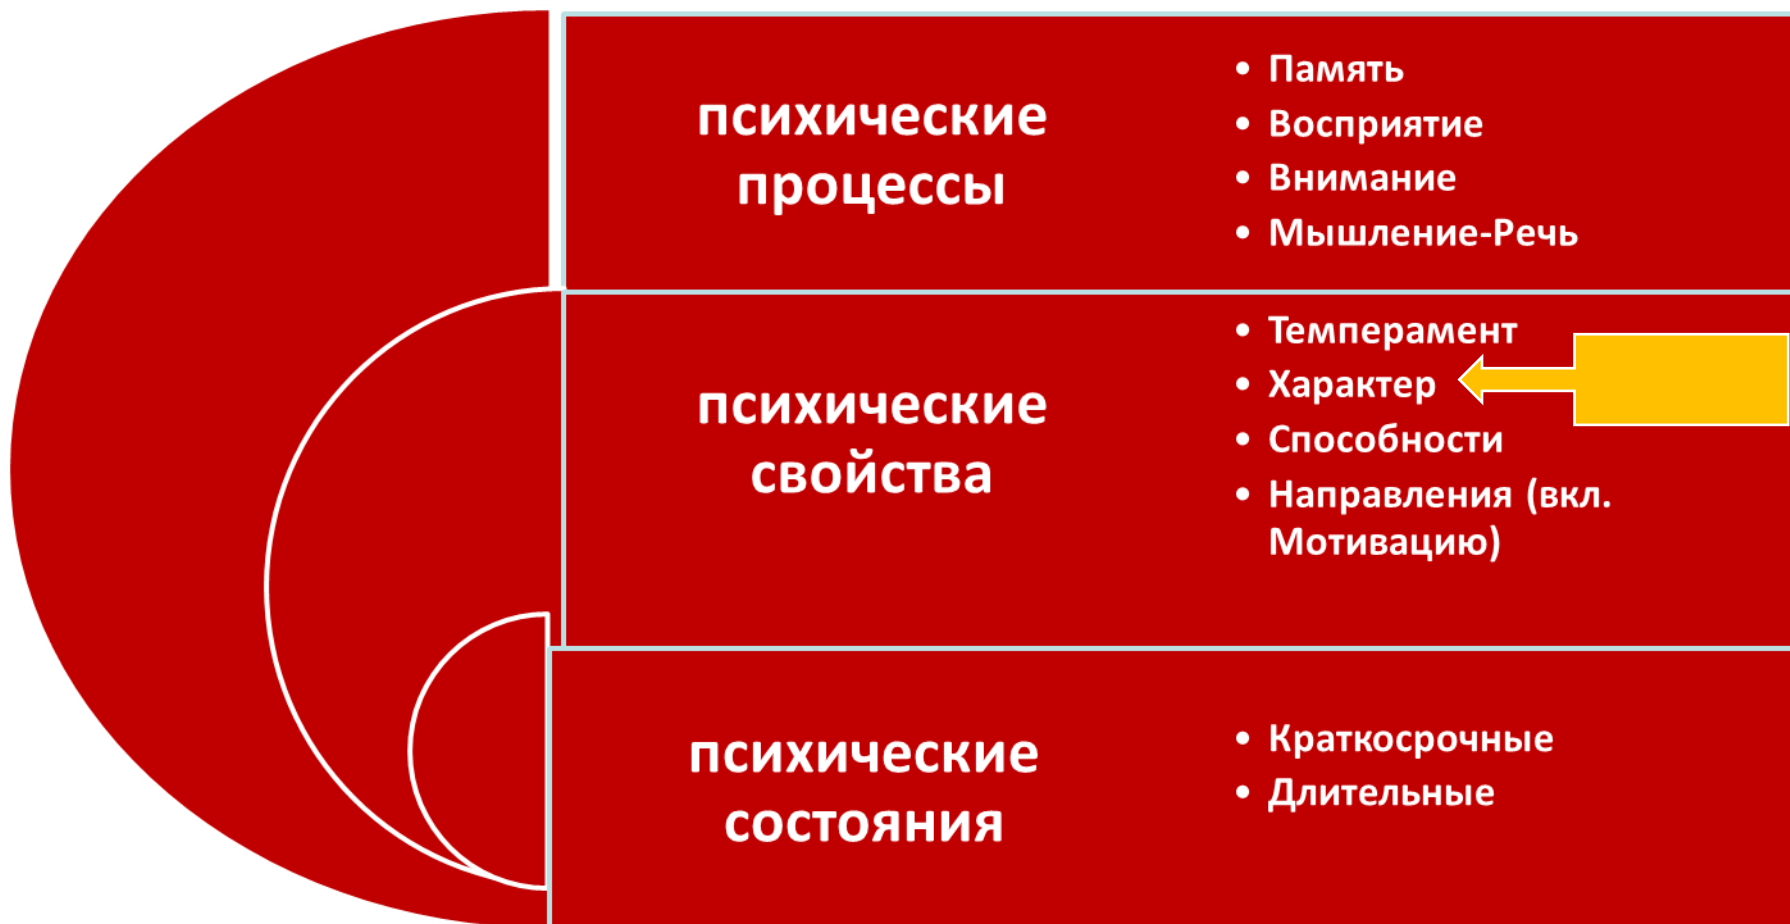 психические
процессы
• Память
• Восприятие
• Внимание
• Мышление-Речь
психические
свойства
• Темперамент
• Характер
• Способности
• Направления (вкл.
Мотивацию)
психические
состояния
• Краткосрочные
• Длительные